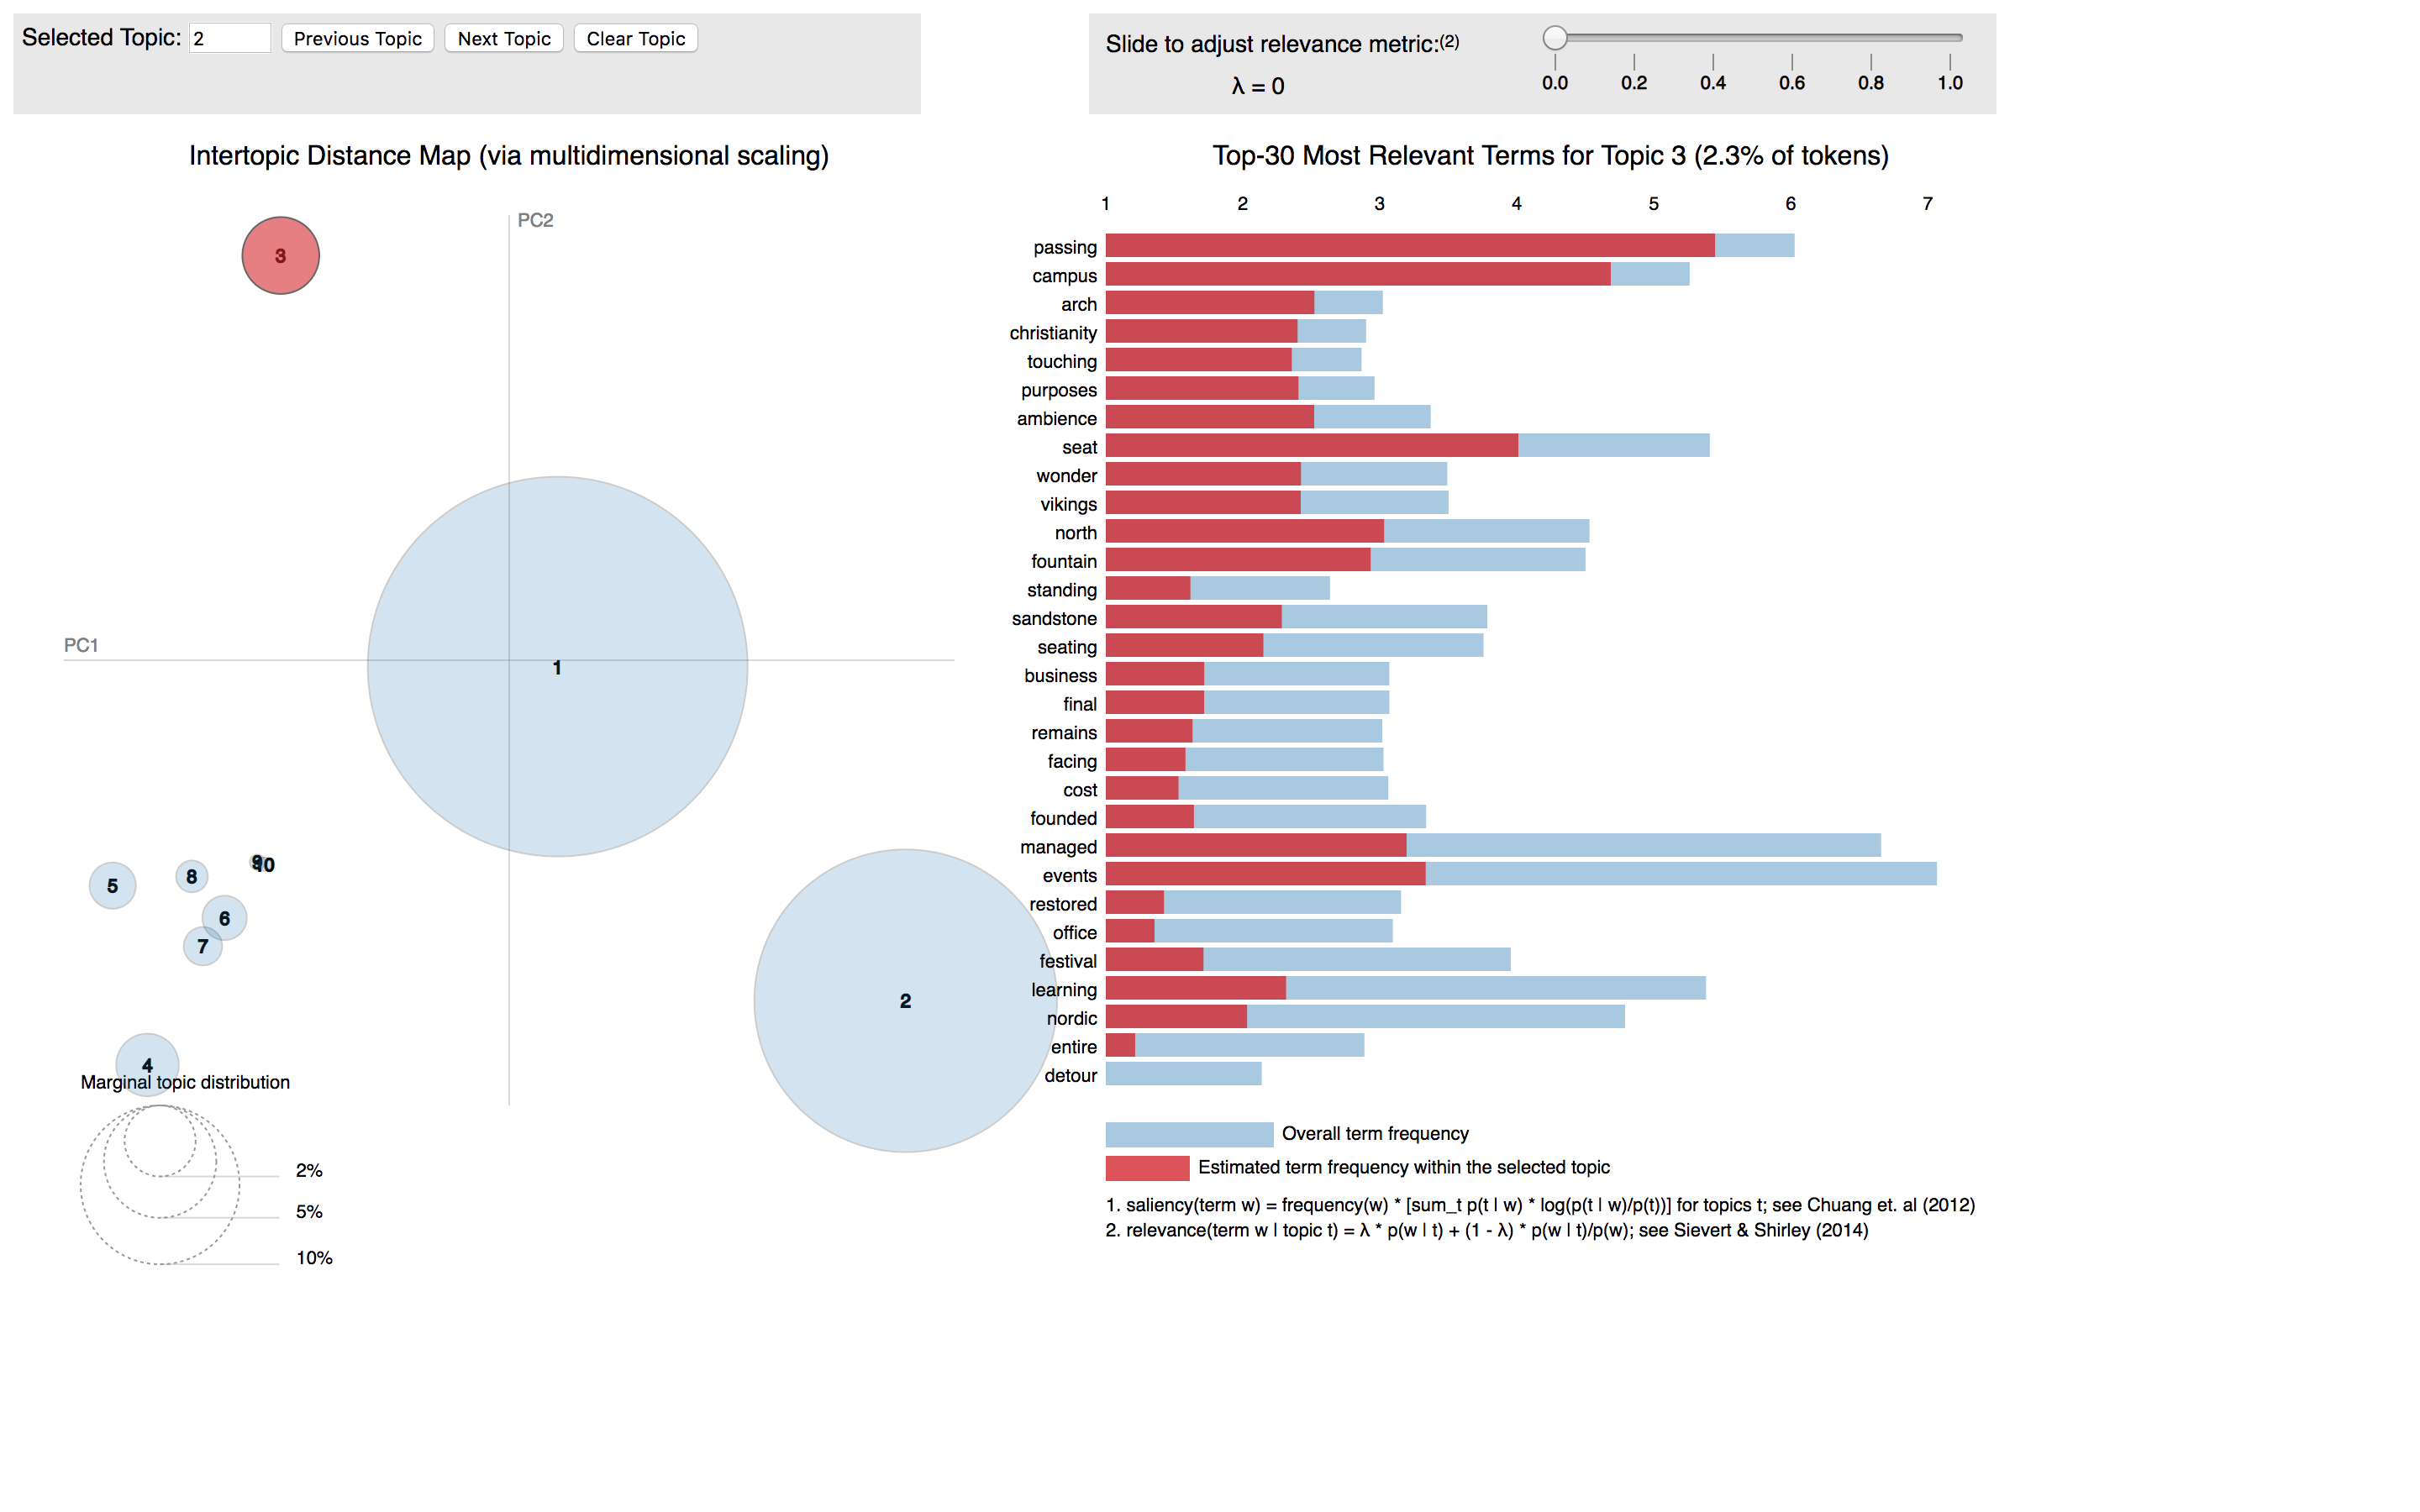 Selected Topic: 2 Previous Topic Next Topic Clear Topic
Slide to adjust relevance metric:(2)
λ = 0
0.0 0.2 0.4 0.6 0.8 1.0
Intertopic Distance Map (via multidimensional scaling)
PC2
PC1
3
1
5
8
9
10
6
7
2
4
Marginal topic distribution
2%
5%
10%
Top-30 Most Relevant Terms for Topic 3 (2.3% of tokens)
1 2 3 4 5 6 7
passing
campus
arch
christianity
touching
purposes
ambience
seat
wonder
vikings
north
fountain
standing
sandstone
seating
business
final
remains
facing
cost
founded
managed
events
restored
office
festival
learning
nordic
entire
detour
Overall term frequency
Estimated term frequency within the selected topic
1. saliency(term w) = frequency(w) * [sum_t p(t | w) * log(p(t | w)/p(t))] for topics t; see Chuang et. al (2012)
2. relevance(term w | topic t) = λ * p(w | t) + (1 - λ) * p(w | t)/p(w); see Sievert & Shirley (2014)